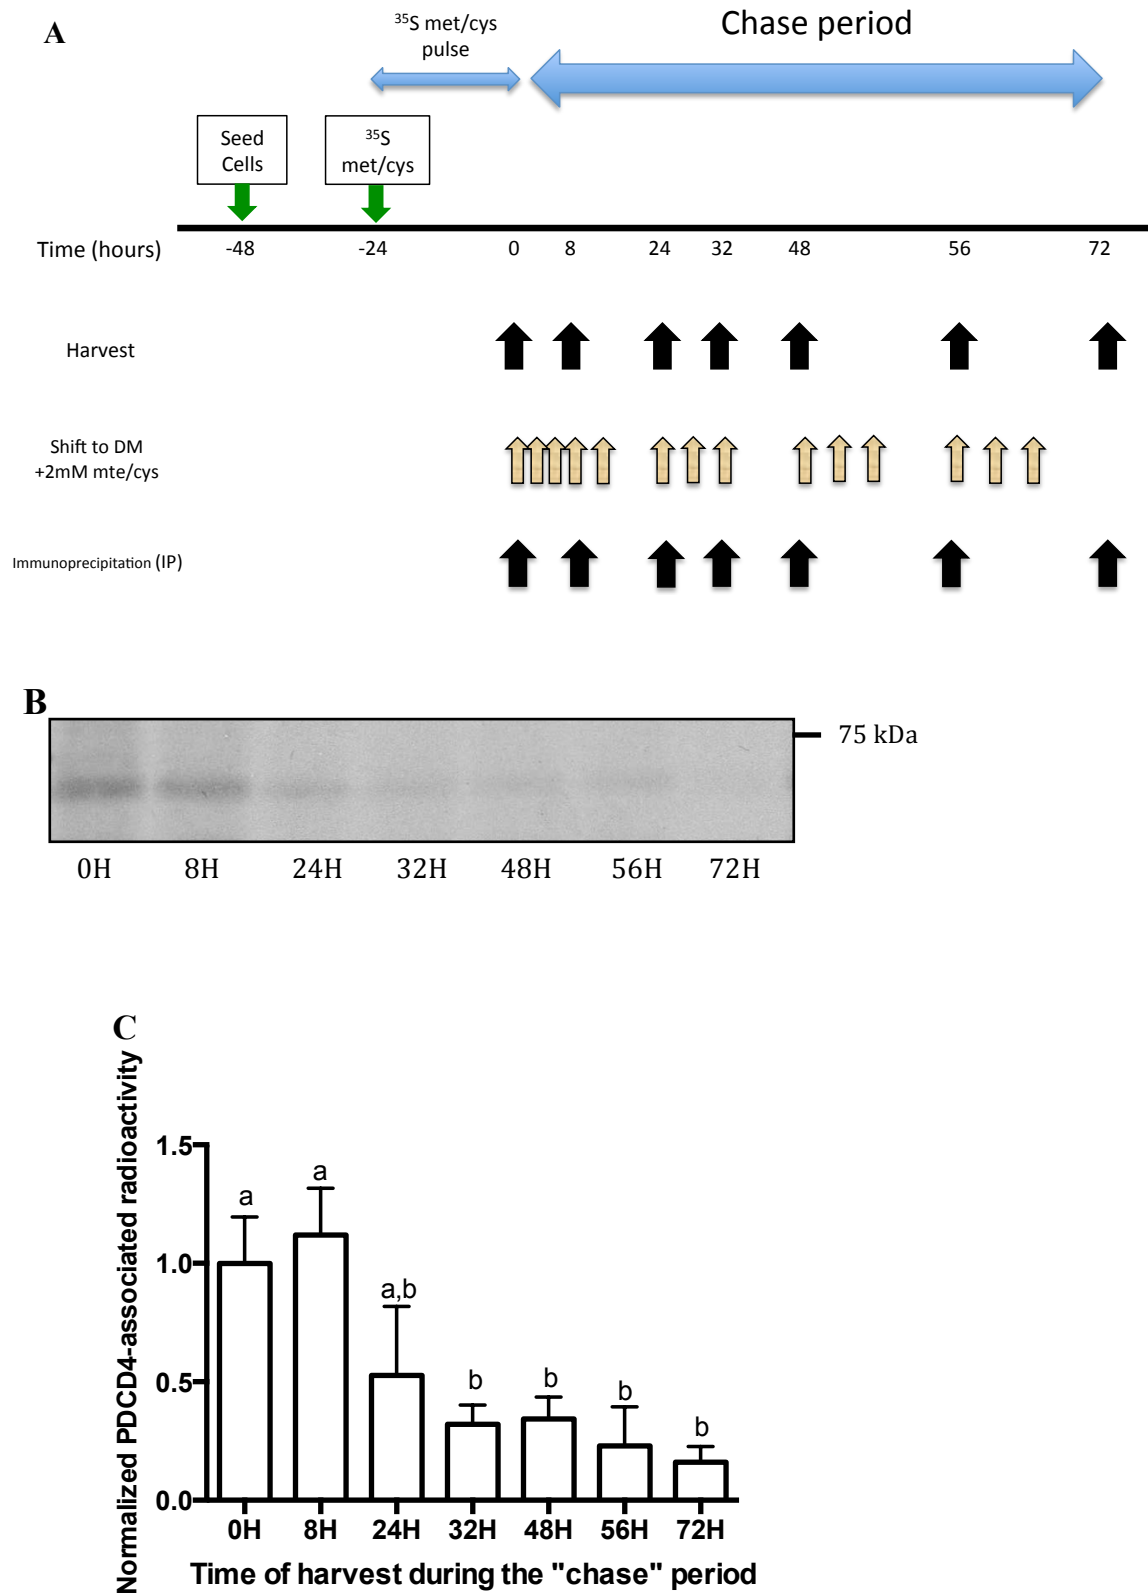 A
³⁵S met/cys
pulse
Chase period
Seed
Cells
³⁵S
met/cys
Time (hours)
-48
-24
0
8
24
32
48
56
72
Harvest
Shift to DM
+2mM mte/cys
Immunoprecipitation (IP)
B
75 kDa
0H
8H
24H
32H
48H
56H
72H
C
Normalized PDCD4-associated radioactivity
1.5
1.0
0.5
0.0
a
a
a,b
b
b
b
b
0H
8H
24H
32H
48H
56H
72H
Time of harvest during the "chase" period